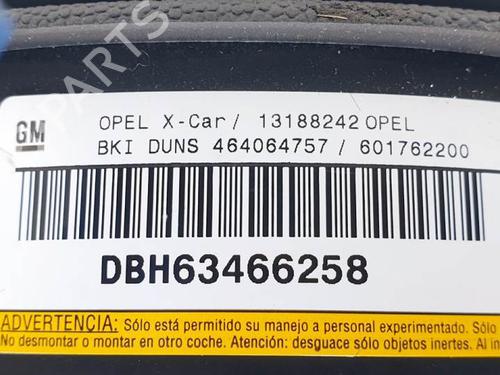 GM
OPEL X-Car/ 13188242 OPEL
BKI DUNS 464064757 / 601762200
DBH63466258
ADVERTENCIA: Sólo está permitido su manejo a personal experimentado.
No desmontar o montar en otro coche. Atención: desguace sólo objetos inertes. Al
B-PARTS